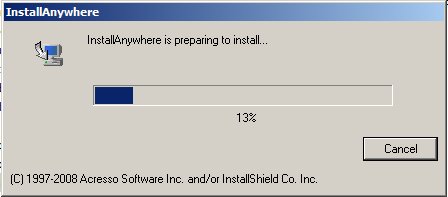 InstallAnywhere
InstallAnywhere is preparing to install...
13%
Cancel
(C) 1997-2008 Acresso Software Inc. and/or InstallShield Co. Inc.